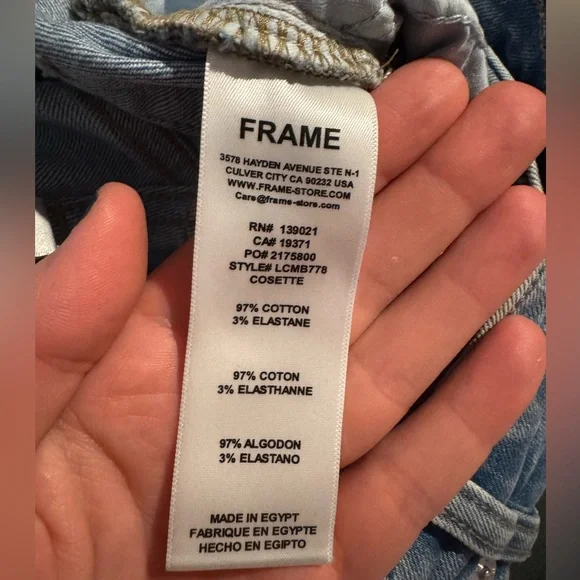 FRAME
3578 HAYDEN AVENUE STE N-1
CULVER CITY CA 90232 USA
WWW.FRAME-STORE.COM
Care@frame-store.com
RN# 139021
CA# 19371
PO# 2175800
STYLE# LCMB778
COSETTE
97% COTTON
3% ELASTANE
97% COTON
3% ELASTHANNE
97% ALGODON
3% ELASTANO
MADE IN EGYPT
FABRIQUE EN EGYPTE
HECHO EN EGIPTO